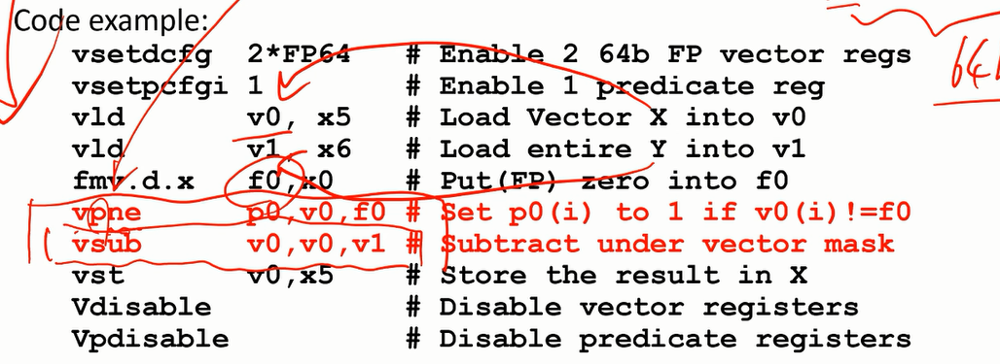 Code example:
vsetdcfg 2*FP64 # Enable 2 64b FP vector regs
vsetpcfgi 1 # Enable 1 predicate reg
vld v0, x5 # Load Vector X into v0
vld v1, x6 # Load entire Y into v1
fmv.d.x f0,x0 # Put(FP) zero into f0
vpne p0,v0,f0 # Set p0(i) to 1 if v0(i)!=f0
vsub v0,v0,v1 # Subtract under vector mask
vst v0,x5 # Store the result in X
Vdisable # Disable vector registers
Vpdisable # Disable predicate registers